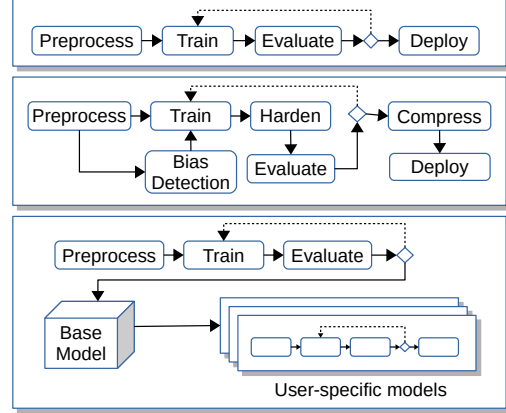 Preprocess Train Evaluate Deploy
Preprocess Train Harden Compress
Bias
Detection
Evaluate
Deploy
Preprocess Train Evaluate
Base
Model
User-specific models